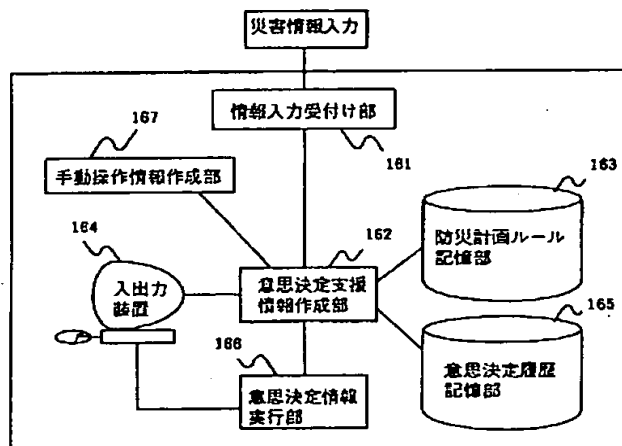 災害情報入力
情報入力受付け部
167
161
手動操作情報作成部
163
防災計画ルール
記憶部
164
162
入出力
装置
意思決定支援
情報作成部
165
意思決定履歴
記憶部
166
意思決定情報
実行部